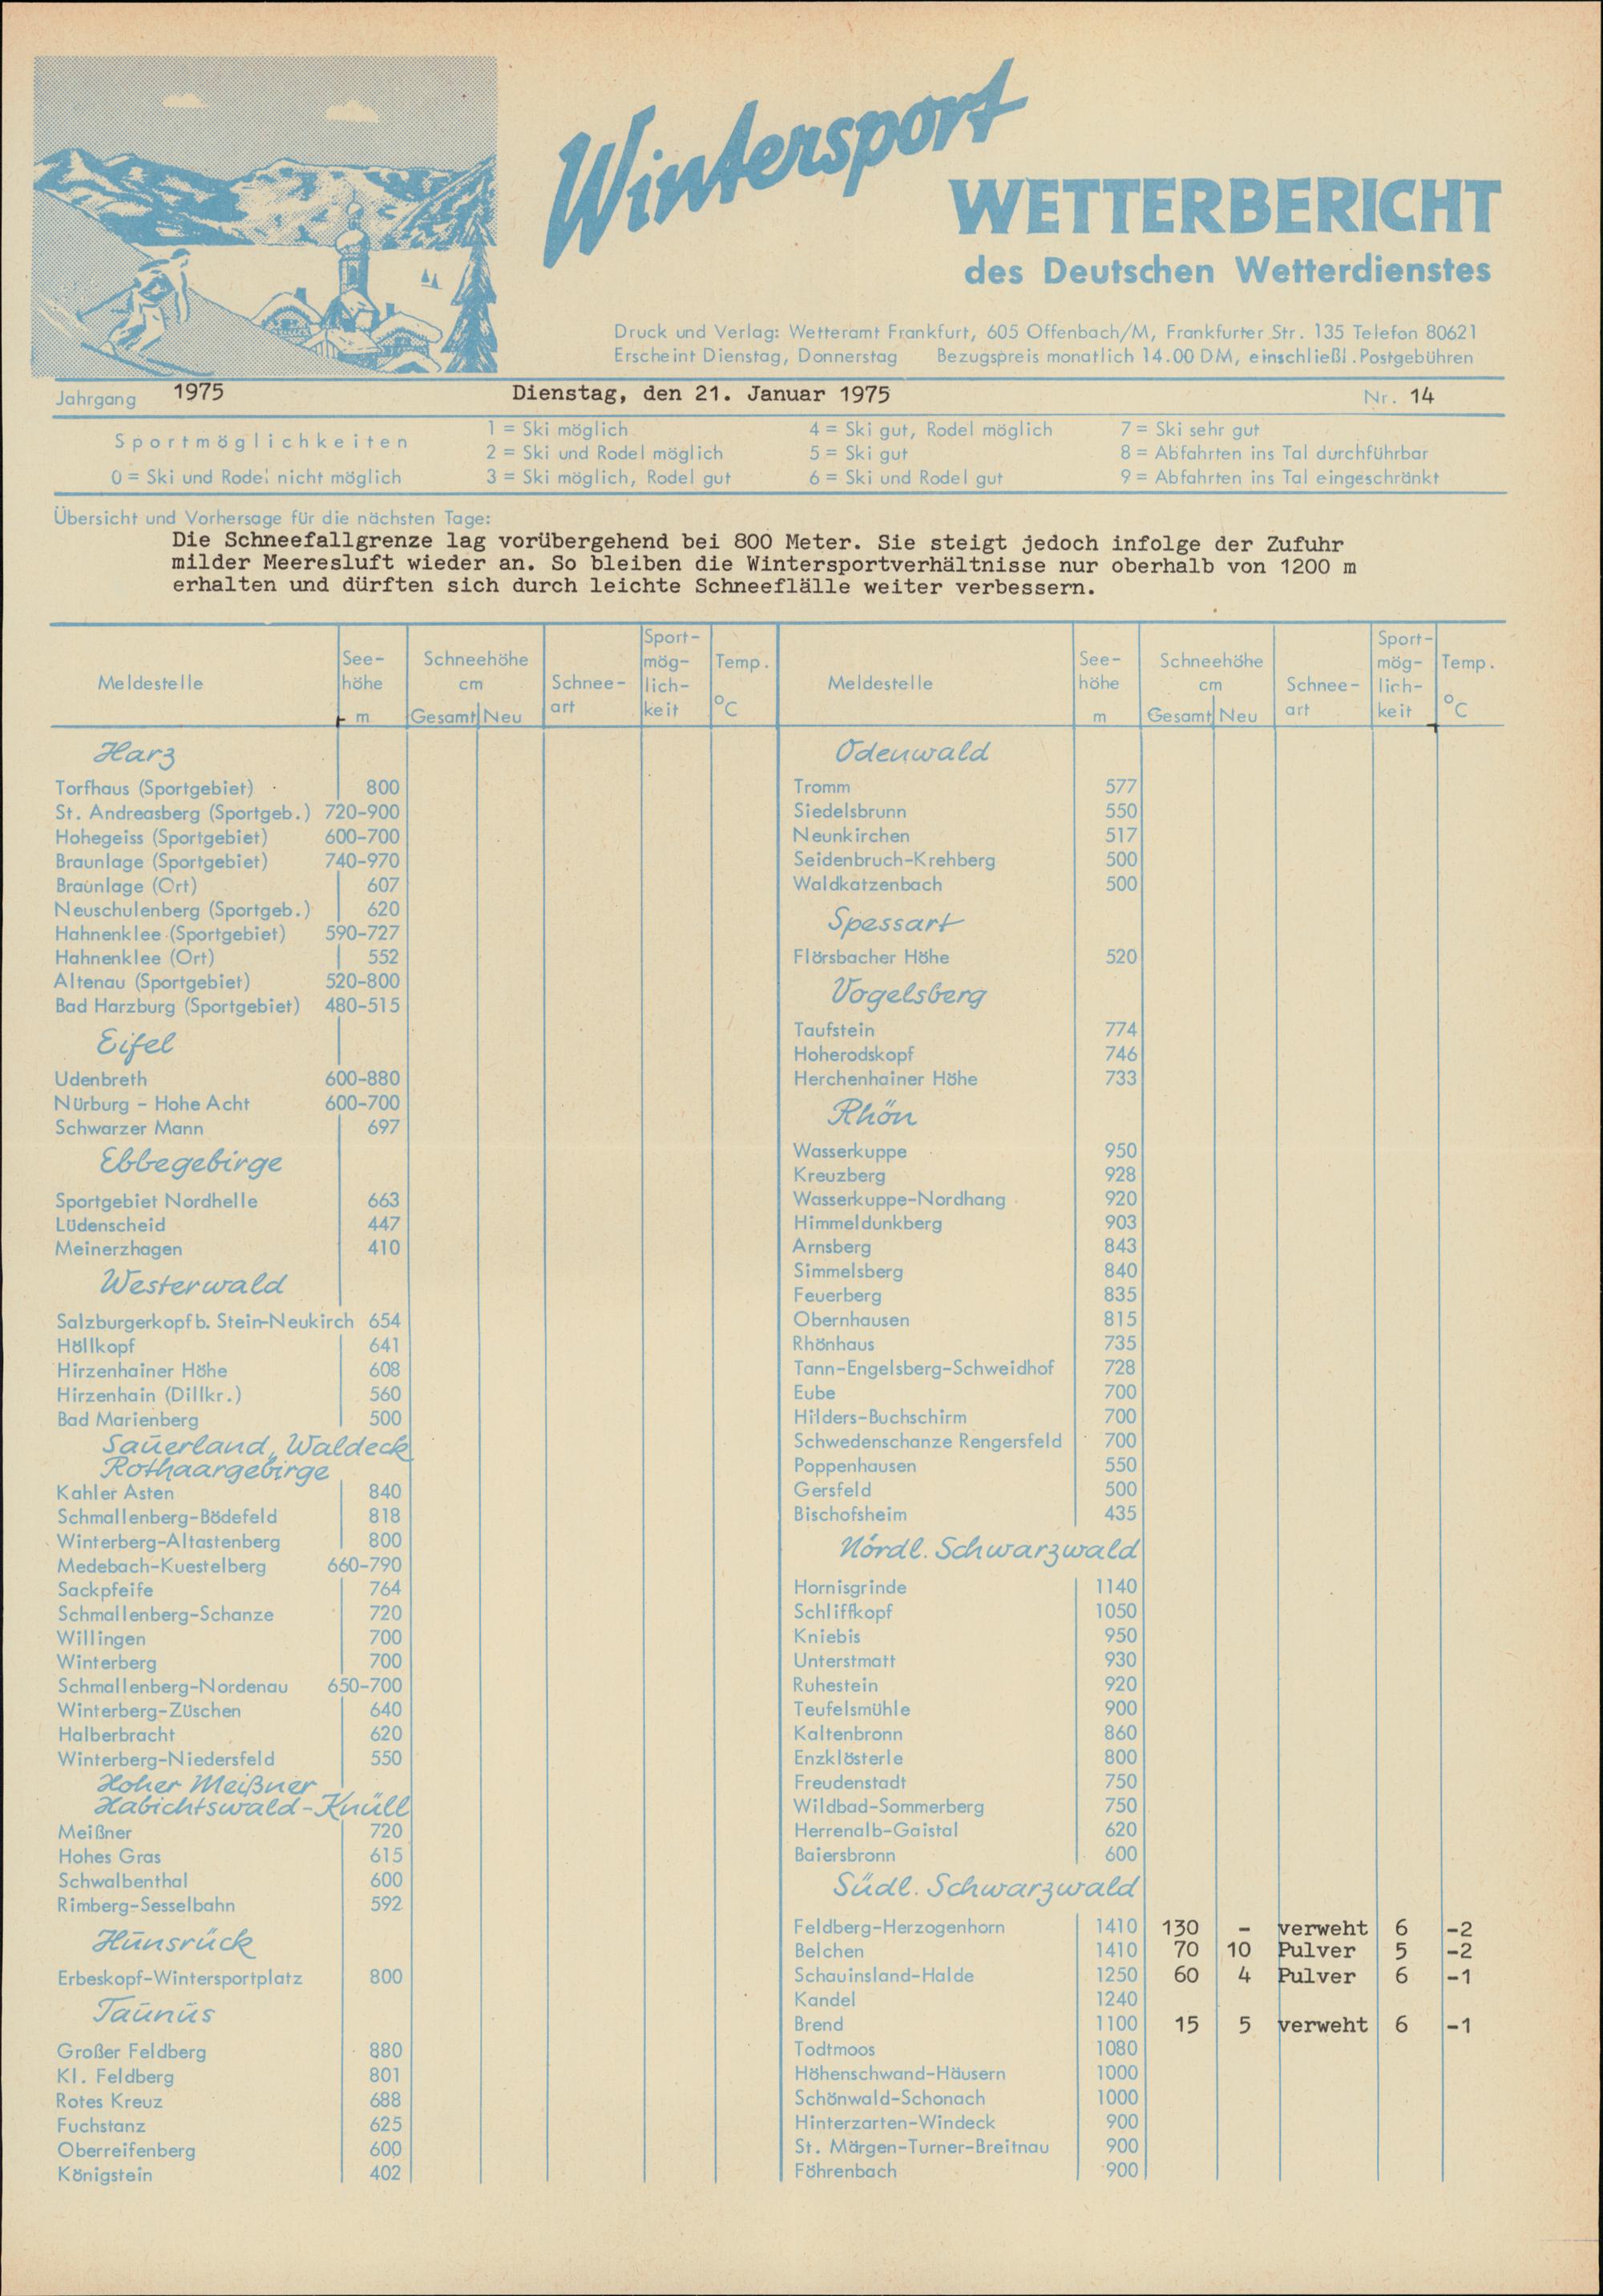 Wintersport
WETTERBERICHT
des Deutschen Wetterdienstes
Druck und Verlag: Wetteramt Frankfurt, 605 Offenbach/M, Frankfurter Str. 135 Telefon 80621
Erscheint Dienstag, Donnerstag Bezugspreis monatlich 14.00 DM, einschließl. Postgebühren
Jahrgang 1975 Dienstag, den 21. Januar 1975 Nr. 14
Sportmöglichkeiten
0 = Ski und Rodel nicht möglich
1 = Ski möglich
2 = Ski und Rodel möglich
3 = Ski möglich, Rodel gut
4 = Ski gut, Rodel möglich
5 = Ski gut
6 = Ski und Rodel gut
7 = Ski sehr gut
8 = Abfahrten ins Tal durchführbar
9 = Abfahrten ins Tal eingeschränkt
Übersicht und Vorhersage für die nächsten Tage:
Die Schneefallgrenze lag vorübergehend bei 800 Meter. Sie steigt jedoch infolge der Zufuhr
milder Meeresluft wieder an. So bleiben die Wintersportverhältnisse nur oberhalb von 1200 m
erhalten und dürften sich durch leichte Schneeflälle weiter verbessern.
Meldestelle
See-
höhe
m
Schneehöhe
cm
Gesamt Neu
Schnee-
art
Sport-
mög-
lich-
keit
Temp.
°C
Harz
Torfhaus (Sportgebiet) 800
St. Andreasberg (Sportgeb.) 720-900
Hohegeiss (Sportgebiet) 600-700
Braunlage (Sportgebiet) 740-970
Braunlage (Ort) 607
Neuschulenberg (Sportgeb.) 620
Hahnenklee (Sportgebiet) 590-727
Hahnenklee (Ort) 552
Altenau (Sportgebiet) 520-800
Bad Harzburg (Sportgebiet) 480-515
Eifel
Udenbreth 600-880
Nürburg - Hohe Acht 600-700
Schwarzer Mann 697
Ebbegebirge
Sportgebiet Nordhelle 663
Lüdenscheid 447
Meinerzhagen 410
Westerwald
Salzburgerkopf b. Stein-Neukirch 654
Höllkopf 641
Hirzenhainer Höhe 608
Hirzenhain (Dillkr.) 560
Bad Marienberg 500
Sauerland, Waldeck
Rothaargebirge
Kahler Asten 840
Schmallenberg-Bödefeld 818
Winterberg-Altastenberg 800
Medebach-Kuestelberg 660-790
Sackpfeife 764
Schmallenberg-Schanze 720
Willingen 700
Winterberg 700
Schmallenberg-Nordenau 650-700
Winterberg-Züschen 640
Halberbracht 620
Winterberg-Niedersfeld 550
Hoher Meißner
Habichtswald-Knüll
Meißner 720
Hohes Gras 615
Schwalbenthal 600
Rimberg-Sesselbahn 592
Hunsrück
Erbeskopf-Wintersportplatz 800
Taunus
Großer Feldberg 880
Kl. Feldberg 801
Rotes Kreuz 688
Fuchstanz 625
Oberreifenberg 600
Königstein 402
Meldestelle
See-
höhe
m
Schneehöhe
cm
Gesamt Neu
Schnee-
art
Sport-
mög-
lich-
keit
Temp.
°C
Odenwald
Tromm 577
Siedelsbrunn 550
Neunkirchen 517
Seidenbruch-Krehberg 500
Waldkatzenbach 500
Spessart
Flörsbacher Höhe 520
Vogelsberg
Taufstein 774
Hoherodskopf 746
Herchenhainer Höhe 733
Rhön
Wasserkuppe 950
Kreuzberg 928
Wasserkuppe-Nordhang 920
Himmeldunkberg 903
Arnsberg 843
Simmelsberg 840
Feuerberg 835
Obernhausen 815
Rhönhaus 735
Tann-Engelsberg-Schweidhof 728
Eube 700
Hilders-Buchschirm 700
Schwedenschanze Rengersfeld 700
Poppenhausen 550
Gersfeld 500
Bischofsheim 435
Nördl. Schwarzwald
Hornisgrinde 1140
Schliffkopf 1050
Kniebis 950
Unterstmatt 930
Ruhestein 920
Teufelsmühle 900
Kaltenbronn 860
Enzklösterle 800
Freudenstadt 750
Wildbad-Sommerberg 750
Herrenalb-Gaistal 620
Baiersbronn 600
Südl. Schwarzwald
Feldberg-Herzogenhorn 1410 130 - verweht 6 -2
Belchen 1410 70 10 Pulver 5 -2
Schauinsland-Halde 1250 60 4 Pulver 6 -1
Kandel 1240
Brend 1100 15 5 verweht 6 -1
Todtmoos 1080
Höhenschwand-Häusern 1000
Schönwald-Schonach 1000
Hinterzarten-Windeck 900
St. Märgen-Turner-Breitnau 900
Föhrenbach 900